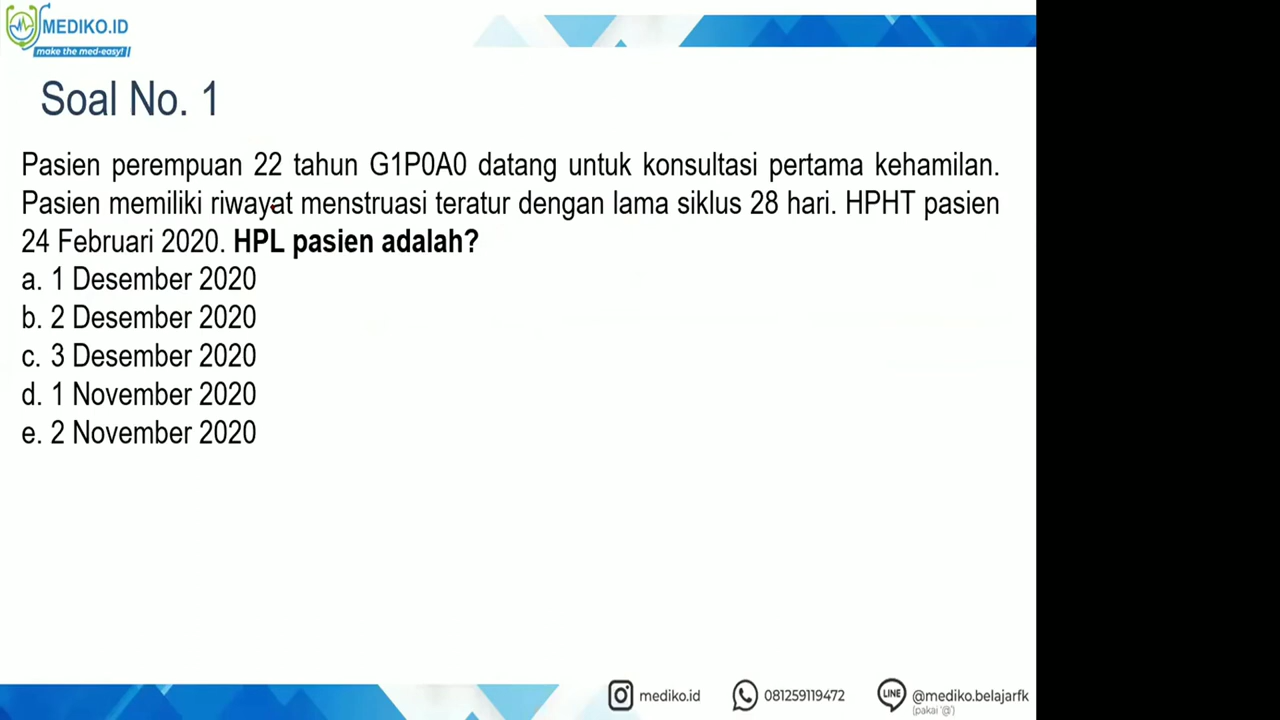 MEDIKO.ID
make the med-easy!
Soal No. 1
Pasien perempuan 22 tahun G1P0A0 datang untuk konsultasi pertama kehamilan.
Pasien memiliki riwayat menstruasi teratur dengan lama siklus 28 hari. HPHT pasien
24 Februari 2020. HPL pasien adalah?
a. 1 Desember 2020
b. 2 Desember 2020
c. 3 Desember 2020
d. 1 November 2020
e. 2 November 2020
mediko.id
081259119472
LINE
@mediko.belajarfk
(pakai '@')